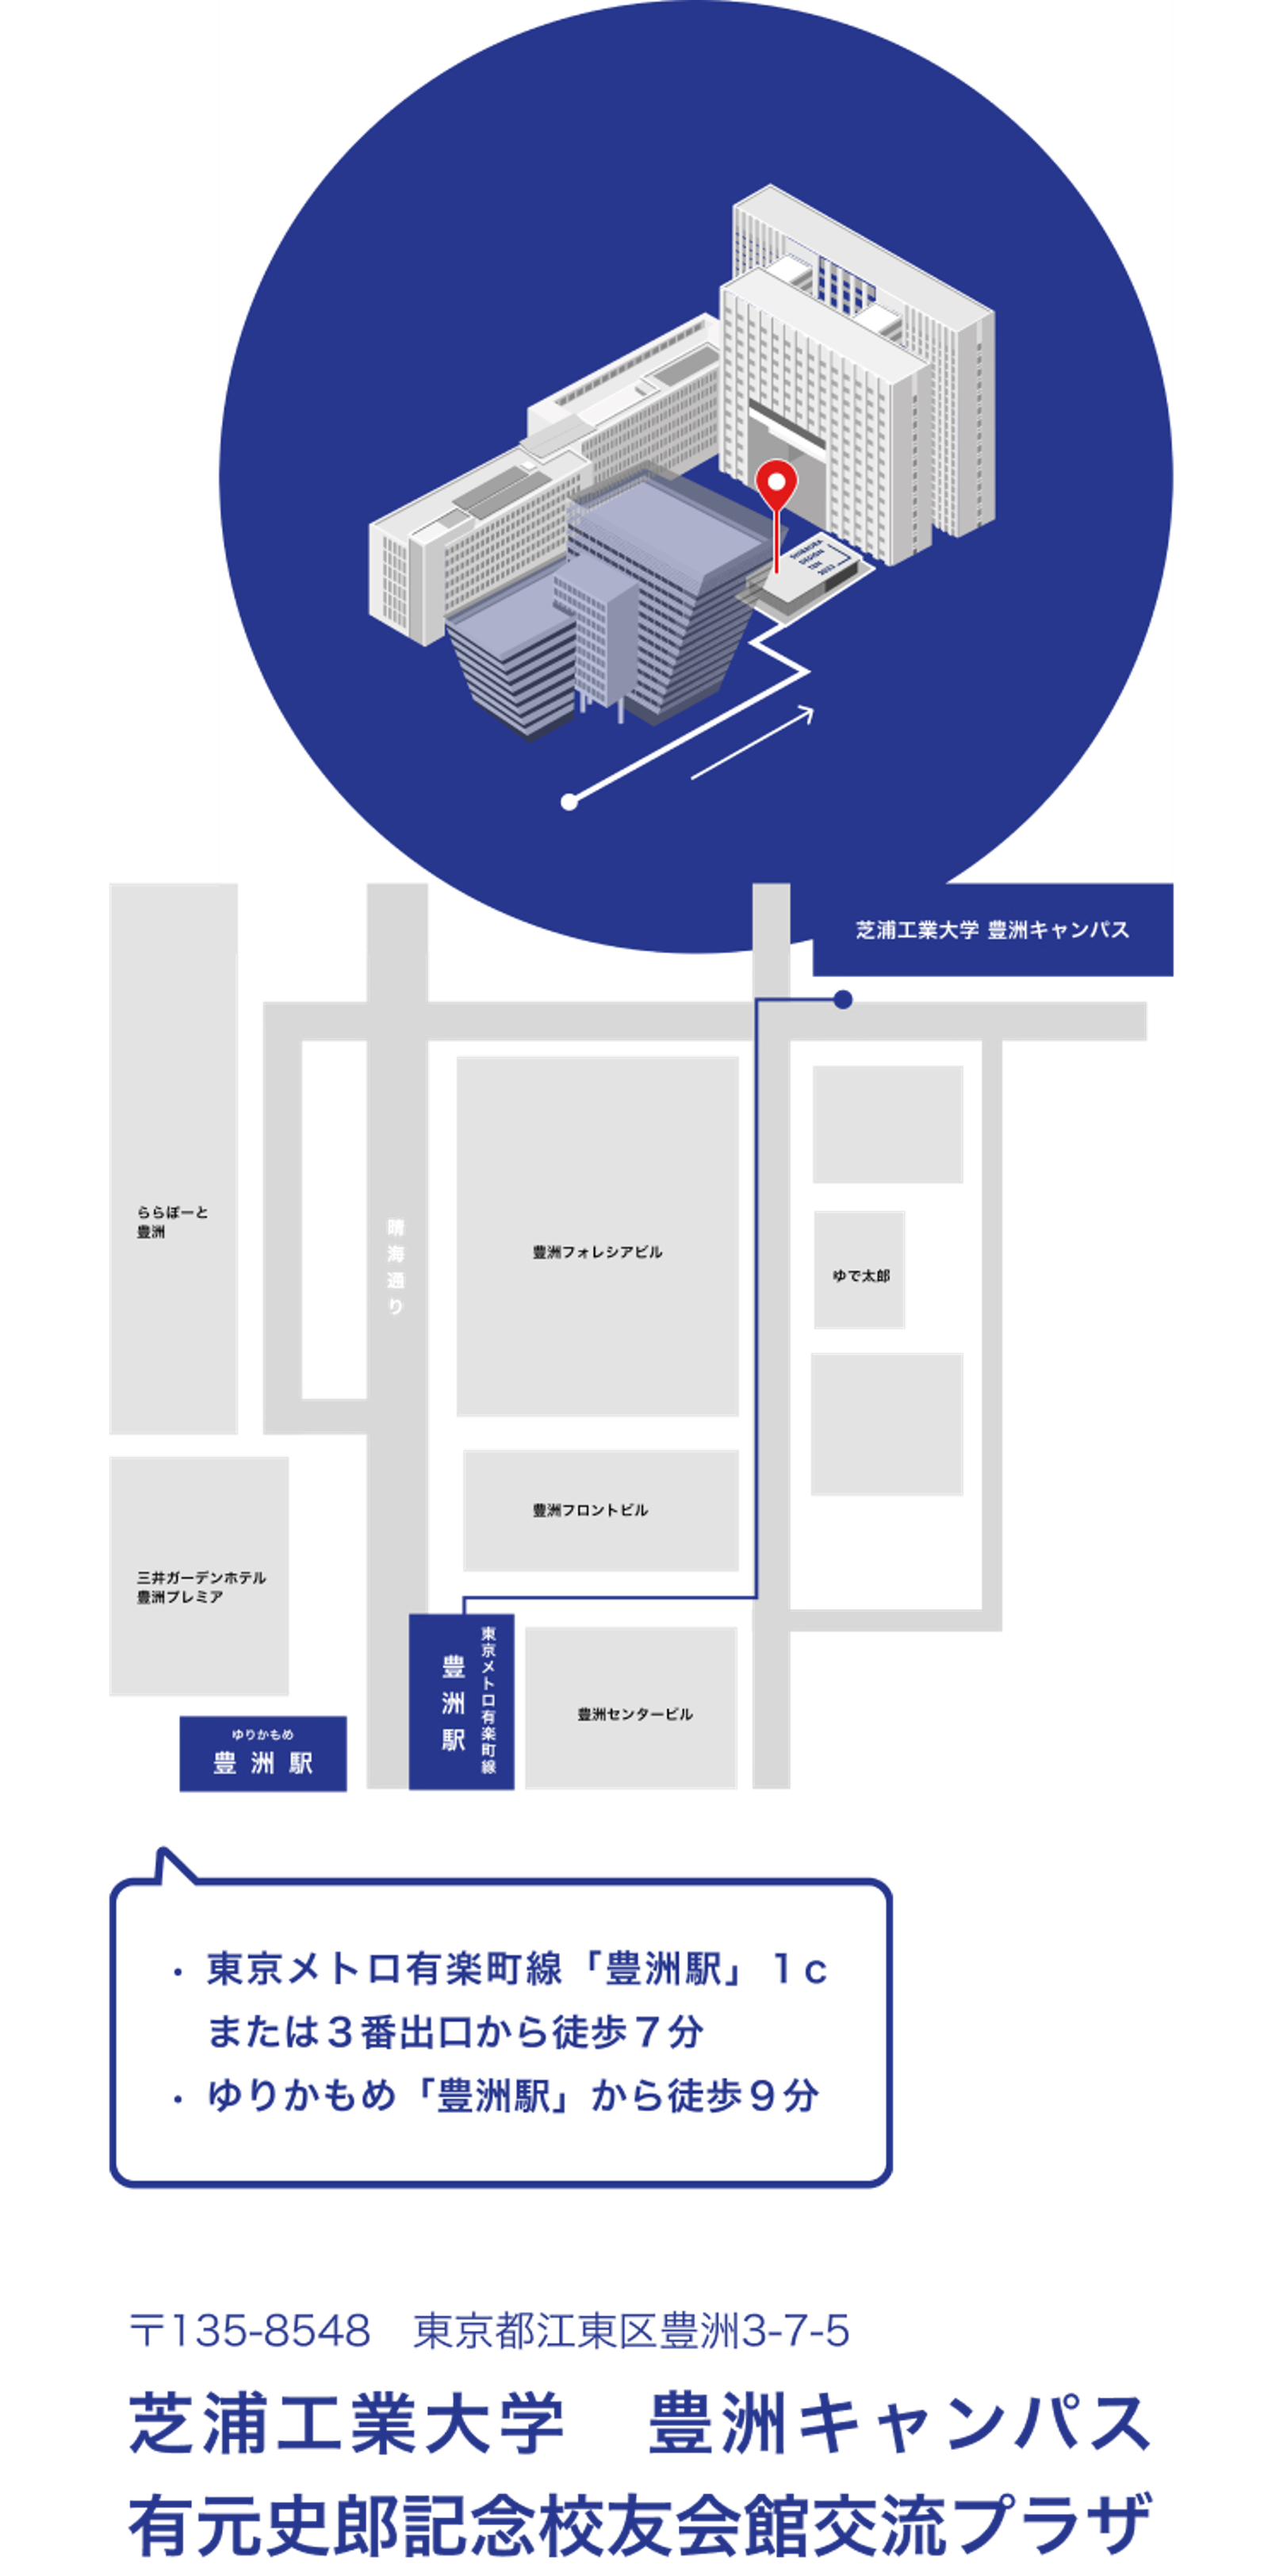 SHIBAURA
DESIGN
TEN
2022
芝浦工業大学 豊洲キャンパス
ららぽーと
豊洲
晴海通り
豊洲フォレシアビル
ゆで太郎
豊洲フロントビル
三井ガーデンホテル
豊洲プレミア
東京メトロ有楽町線
豊洲駅
豊洲センタービル
ゆりかもめ
豊洲駅
・東京メトロ有楽町線「豊洲駅」1c
または3番出口から徒歩7分
・ゆりかもめ「豊洲駅」から徒歩9分
〒135-8548　東京都江東区豊洲3-7-5
芝浦工業大学　豊洲キャンパス
有元史郎記念校友会館交流プラザ